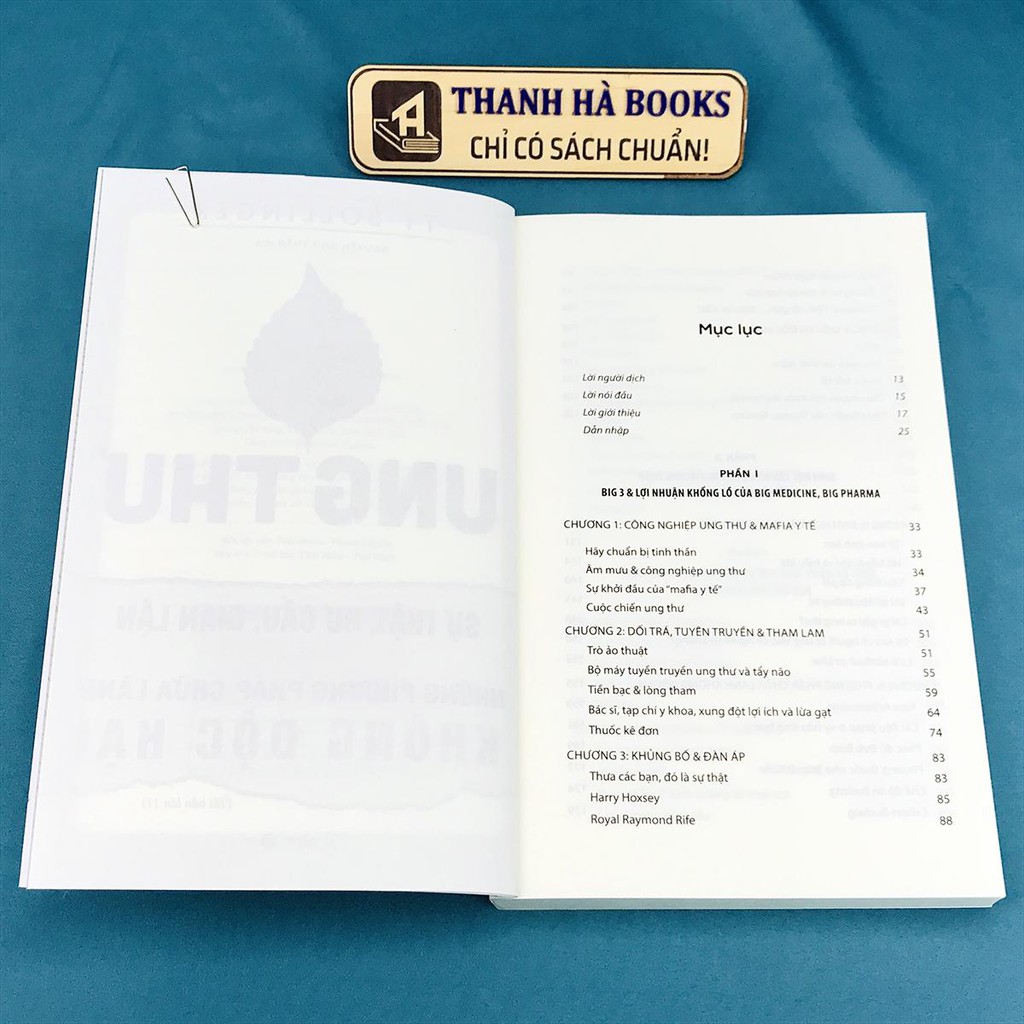 THANH HÀ BOOKS
CHỈ CÓ SÁCH CHUẨN!
UNG THƯ
Mục lục
Lời người dịch 13
Lời nói đầu 15
Lời giới thiệu 17
Dẫn nhập 25
PHẦN I
BIG 3 & LỢI NHUẬN KHỔNG LỒ CỦA BIG MEDICINE, BIG PHARMA
CHƯƠNG 1: CÔNG NGHIỆP UNG THƯ & MAFIA Y TẾ 33
Hãy chuẩn bị tinh thần 33
Âm mưu & công nghiệp ung thư 34
Sự khởi đầu của "mafia y tế" 37
Cuộc chiến ung thư 43
CHƯƠNG 2: DỐI TRÁ, TUYÊN TRUYỀN & THAM LAM 51
Trò ảo thuật 51
Bộ máy tuyền truyền ung thư và tẩy não 55
Tiền bạc & lòng tham 59
Bác sĩ, tạp chí y khoa, xung đột lợi ích và lừa gạt 64
Thuốc kê đơn 74
CHƯƠNG 3: KHỦNG BỐ & ĐÀN ÁP 83
Thưa các bạn, đó là sự thật 83
Harry Hoxsey 85
Royal Raymond Rife 88